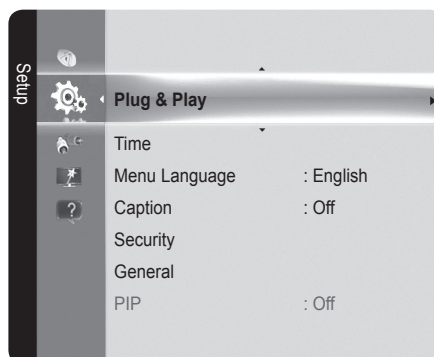 Setup
Plug & Play
Time
Menu Language : English
Caption : Off
Security
General
PIP : Off